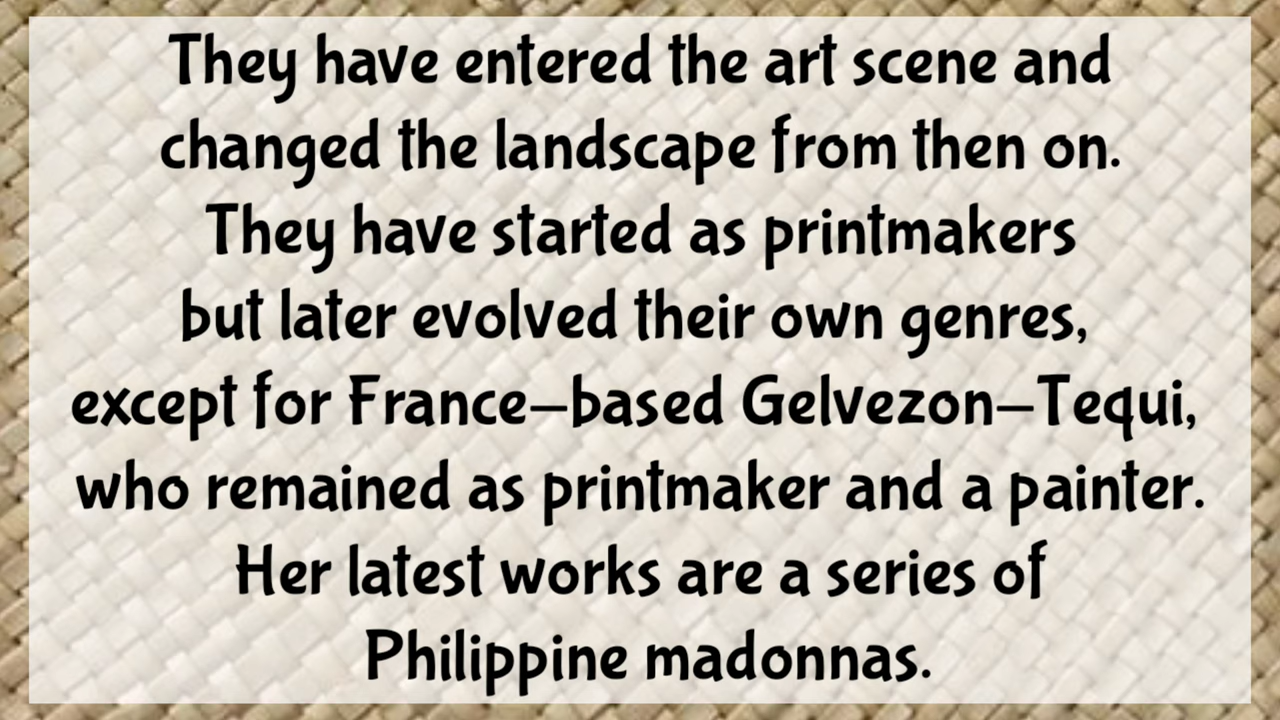 They have entered the art scene and
changed the landscape from then on.
They have started as printmakers
but later evolved their own genres,
except for France–based Gelvezon–Tequi,
who remained as printmaker and a painter.
Her latest works are a series of
Philippine madonnas.